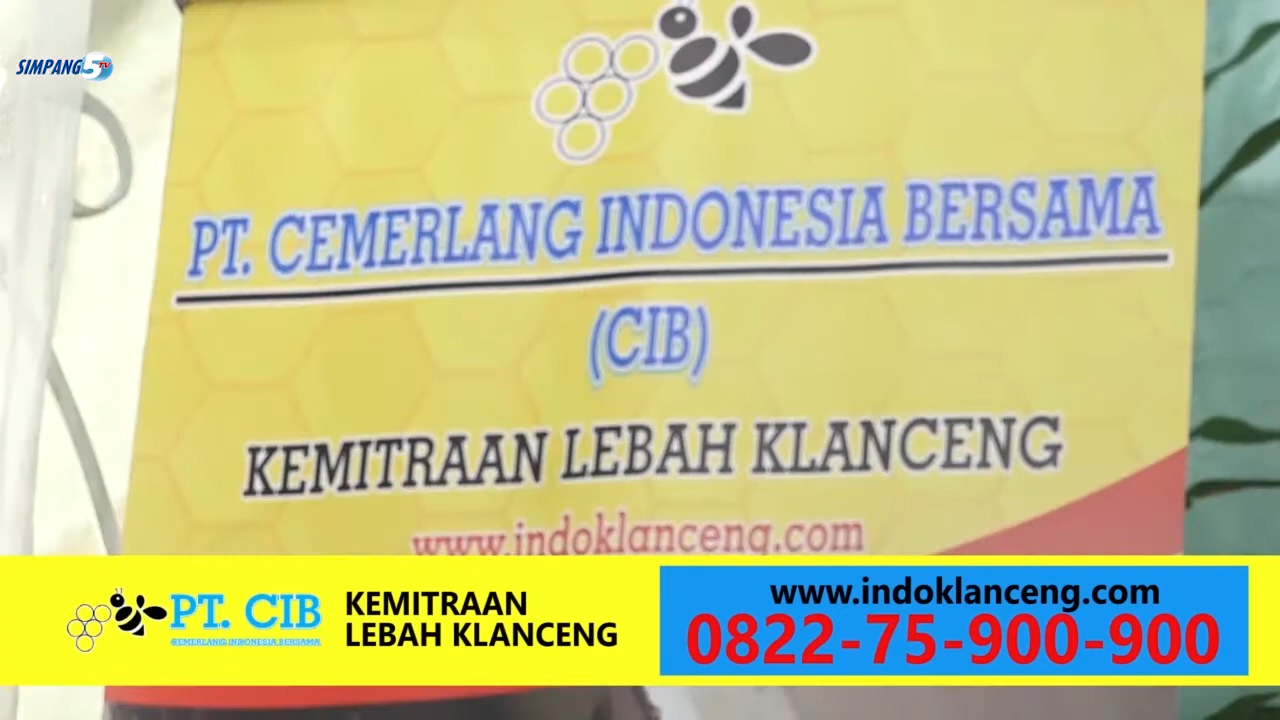 SIMPANG5 TV
PT. CEMERLANG INDONESIA BERSAMA
(CIB)
KEMITRAAN LEBAH KLANCENG
www.indoklanceng.com
PT. CIB
CEMERLANG INDONESIA BERSAMA
KEMITRAAN
LEBAH KLANCENG
www.indoklanceng.com
0822-75-900-900